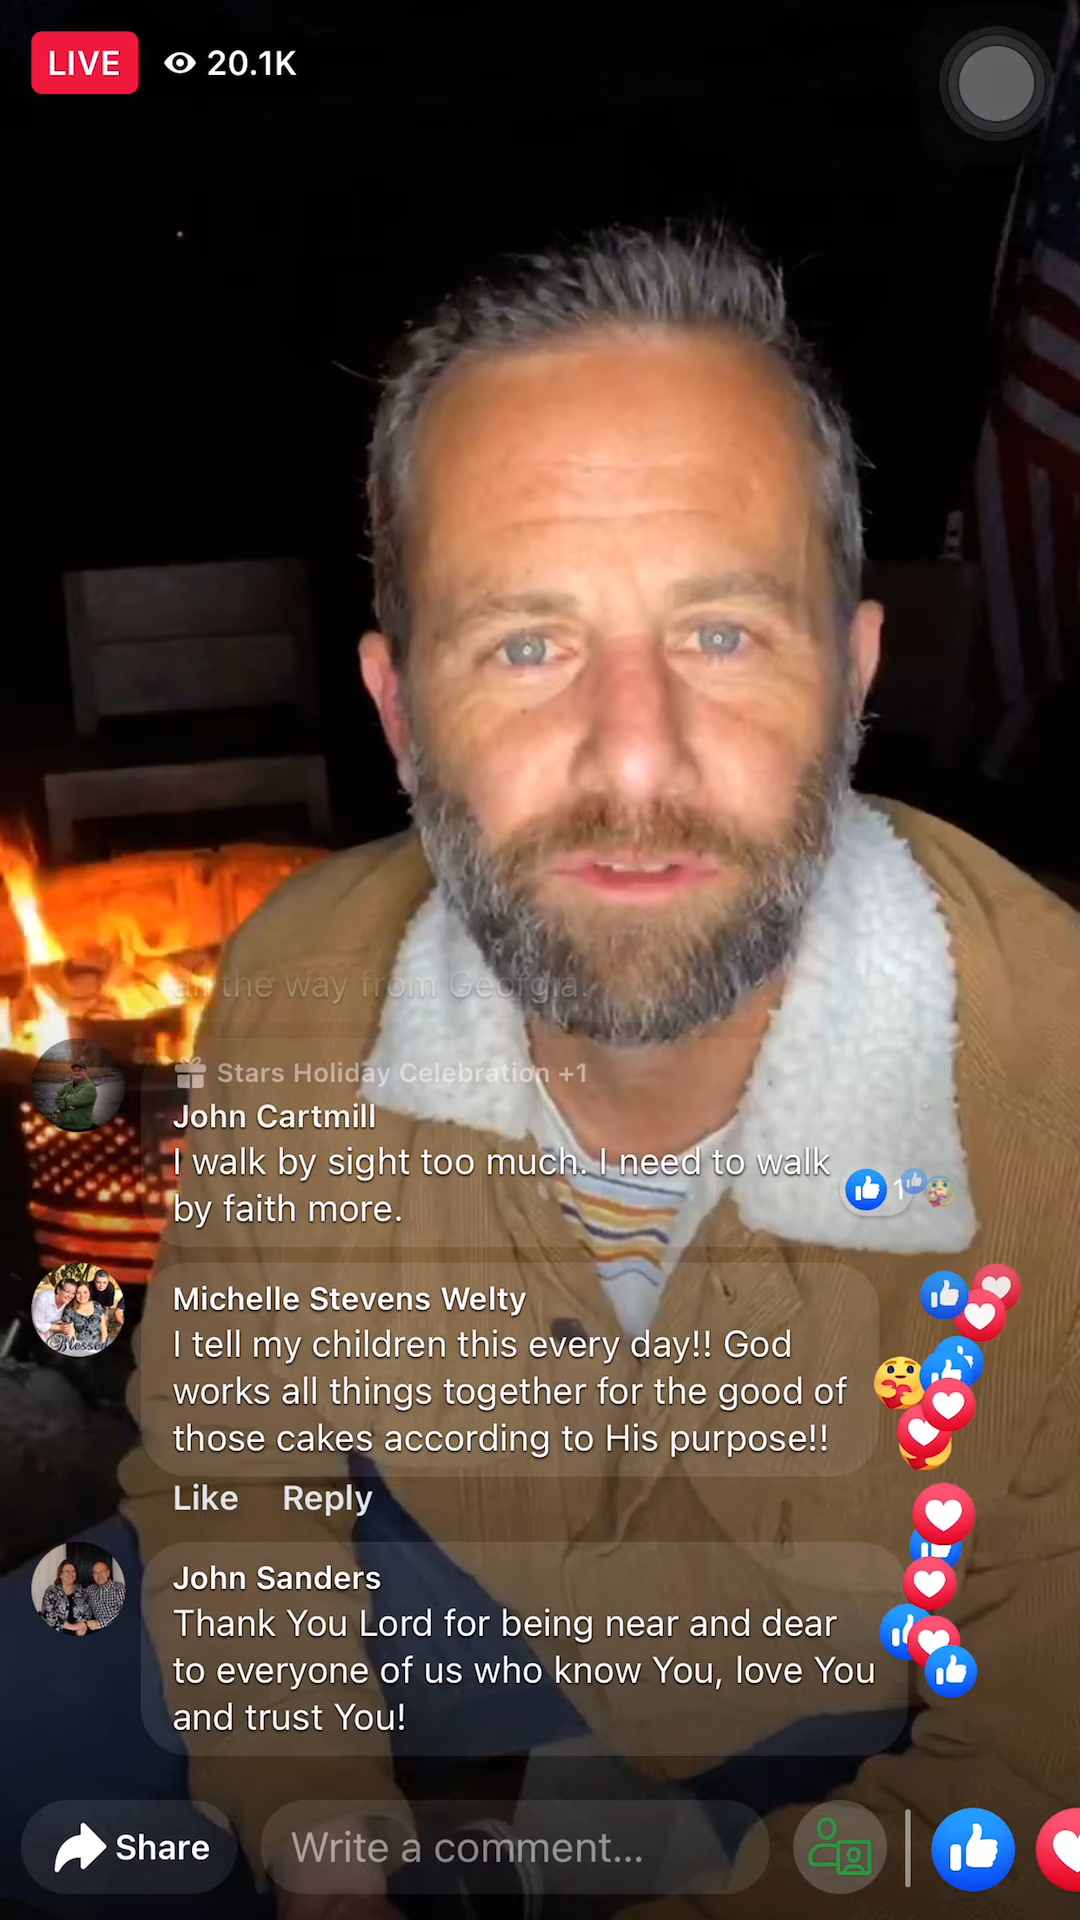 LIVE 20.1K
all the way from Georgia.
Stars Holiday Celebration +1
John Cartmill
I walk by sight too much. I need to walk
by faith more.
1
Michelle Stevens Welty
I tell my children this every day!! God
works all things together for the good of
those cakes according to His purpose!!
Like Reply
Blessed
John Sanders
Thank You Lord for being near and dear
to everyone of us who know You, love You
and trust You!
Share Write a comment...